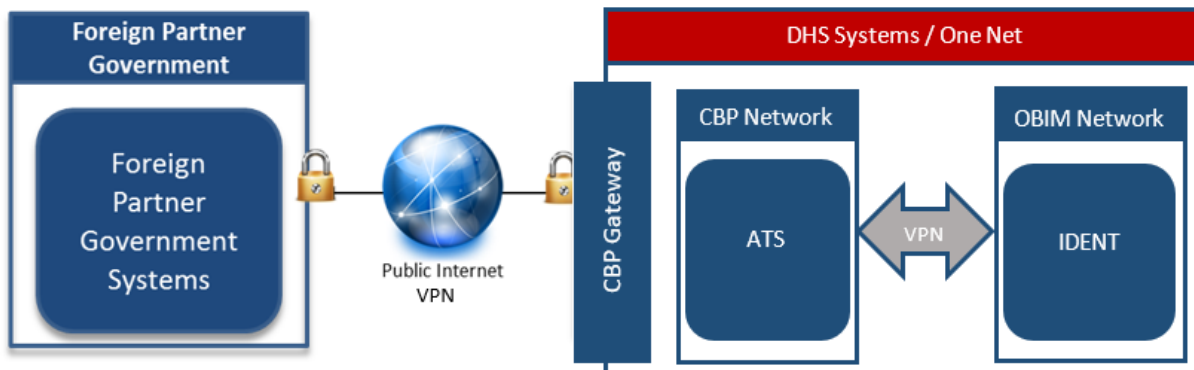 Foreign Partner
Government
Foreign
Partner
Government
Systems
Public Internet
VPN
CBP Gateway
DHS Systems / One Net
CBP Network
ATS
VPN
OBIM Network
IDENT